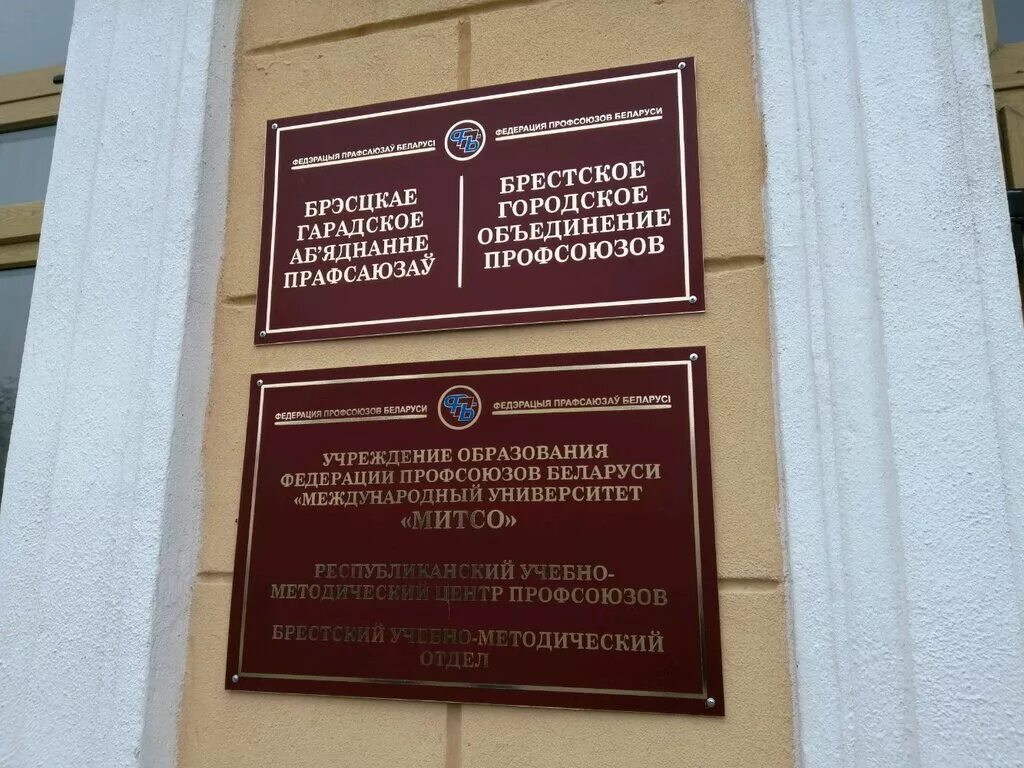 ФЕДЭРАЦЫЯ ПРАФСАЮЗАЎ БЕЛАРУСІ
БРЭСЦКАЕ
ГАРАДСКОЕ
АБ'ЯДНАННЕ
ПРАФСАЮЗАЎ
ФПБ
ФЕДЕРАЦИЯ ПРОФСОЮЗОВ БЕЛАРУСИ
БРЕСТСКОЕ
ГОРОДСКОЕ
ОБЪЕДИНЕНИЕ
ПРОФСОЮЗОВ
ФЕДЕРАЦИЯ ПРОФСОЮЗОВ БЕЛАРУСИ
ФПБ
ФЕДЭРАЦЫЯ ПРАФСАЮЗАЎ БЕЛАРУСІ
УЧРЕЖДЕНИЕ ОБРАЗОВАНИЯ
ФЕДЕРАЦИИ ПРОФСОЮЗОВ БЕЛАРУСИ
«МЕЖДУНАРОДНЫЙ УНИВЕРСИТЕТ
«МИТСО»
РЕСПУБЛИКАНСКИЙ УЧЕБНО-
МЕТОДИЧЕСКИЙ ЦЕНТР ПРОФСОЮЗОВ
БРЕСТСКИЙ УЧЕБНО-МЕТОДИЧЕСКИЙ
ОТДЕЛ